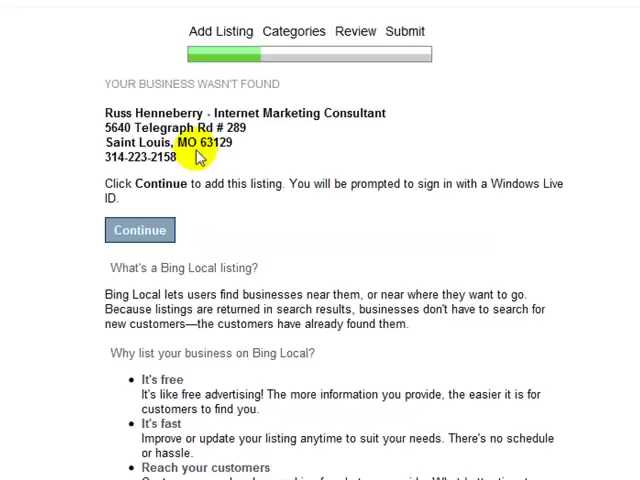 Add Listing Categories Review Submit
YOUR BUSINESS WASN'T FOUND
Russ Henneberry - Internet Marketing Consultant
5640 Telegraph Rd # 289
Saint Louis, MO 63129
314-223-2158
Click Continue to add this listing. You will be prompted to sign in with a Windows Live
ID.
Continue
What's a Bing Local listing?
Bing Local lets users find businesses near them, or near where they want to go.
Because listings are returned in search results, businesses don't have to search for
new customers—the customers have already found them.
Why list your business on Bing Local?
• It's free
It's like free advertising! The more information you provide, the easier it is for
customers to find you.
• It's fast
Improve or update your listing anytime to suit your needs. There's no schedule
or hassle.
• Reach your customers